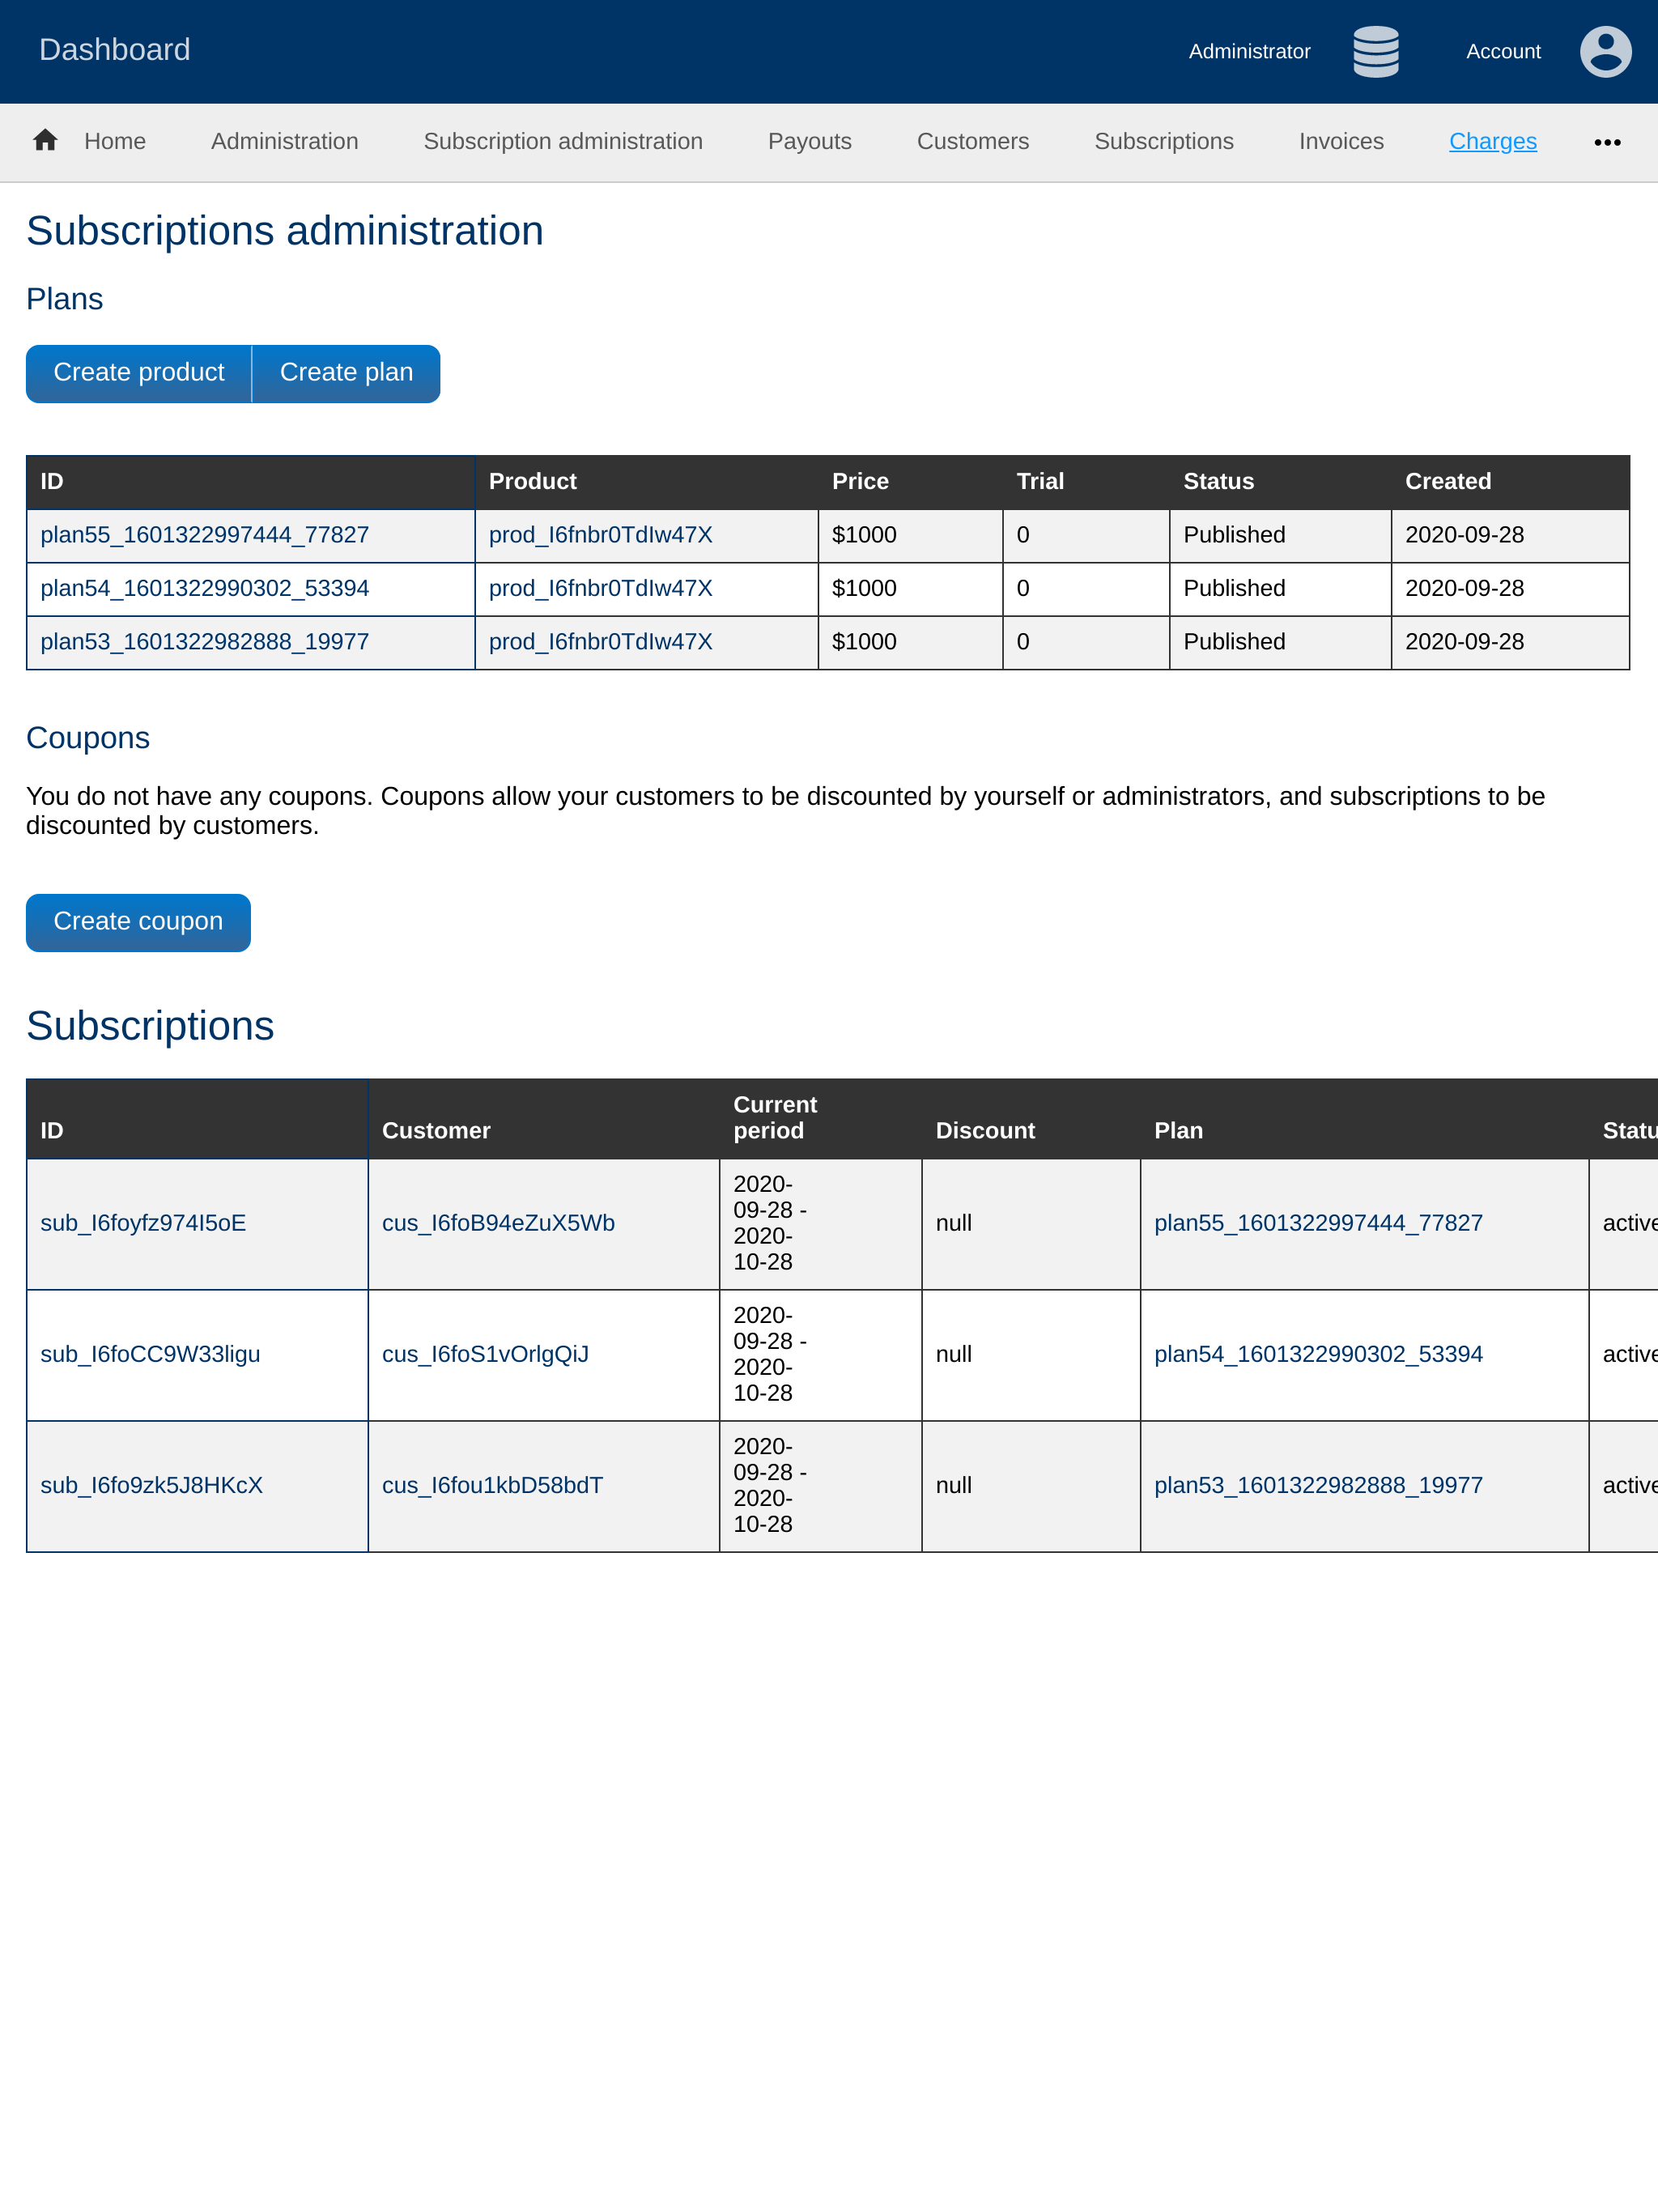 Dashboard Administrator Account
Home Administration Subscription administration Payouts Customers Subscriptions Invoices Charges •••
Subscriptions administration
Plans
Create product Create plan
ID Product Price Trial Status Created
plan55_1601322997444_77827 prod_I6fnbr0TdIw47X $1000 0 Published 2020-09-28
plan54_1601322990302_53394 prod_I6fnbr0TdIw47X $1000 0 Published 2020-09-28
plan53_1601322982888_19977 prod_I6fnbr0TdIw47X $1000 0 Published 2020-09-28
Coupons
You do not have any coupons. Coupons allow your customers to be discounted by yourself or administrators, and subscriptions to be
discounted by customers.
Create coupon
Subscriptions
Current
ID Customer period Discount Plan Statu
2020-
09-28 -
sub_I6foyfz974I5oE cus_I6foB94eZuX5Wb null plan55_1601322997444_77827 active
2020-
10-28
2020-
09-28 -
sub_I6foCC9W33ligu cus_I6foS1vOrlgQiJ null plan54_1601322990302_53394 active
2020-
10-28
2020-
09-28 -
sub_I6fo9zk5J8HKcX cus_I6fou1kbD58bdT null plan53_1601322982888_19977 active
2020-
10-28